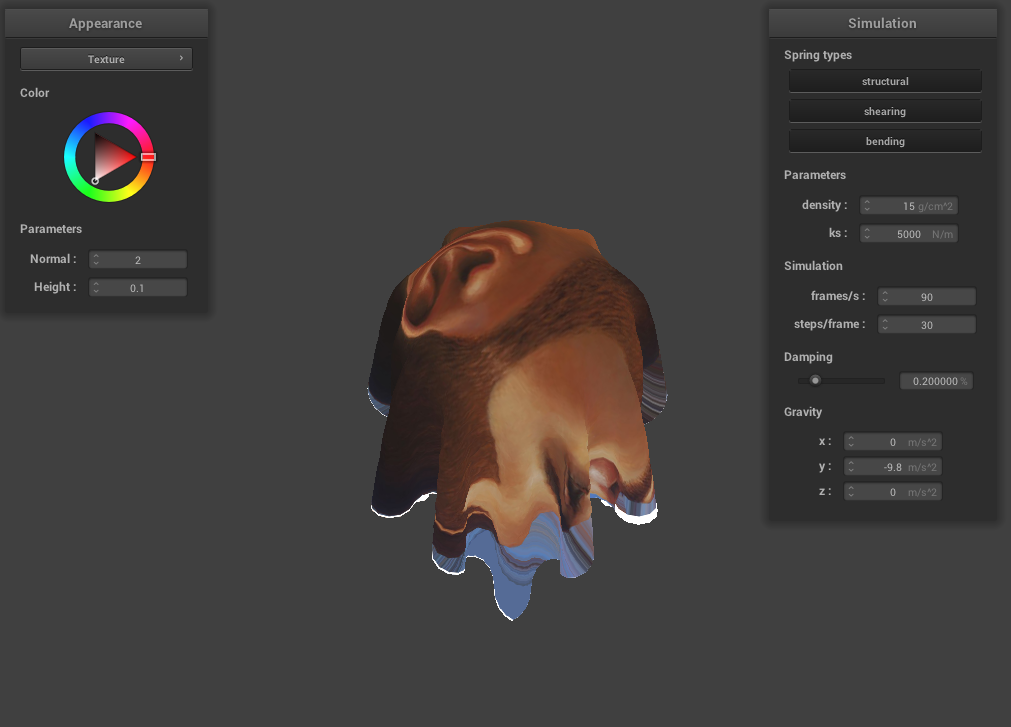 Appearance
Texture
Color
Parameters
Normal : 2
Height : 0.1
Simulation
Spring types
structural
shearing
bending
Parameters
density : 15 g/cm^2
ks : 5000 N/m
Simulation
frames/s : 90
steps/frame : 30
Damping
0.200000 %
Gravity
x : 0 m/s^2
y : -9.8 m/s^2
z : 0 m/s^2